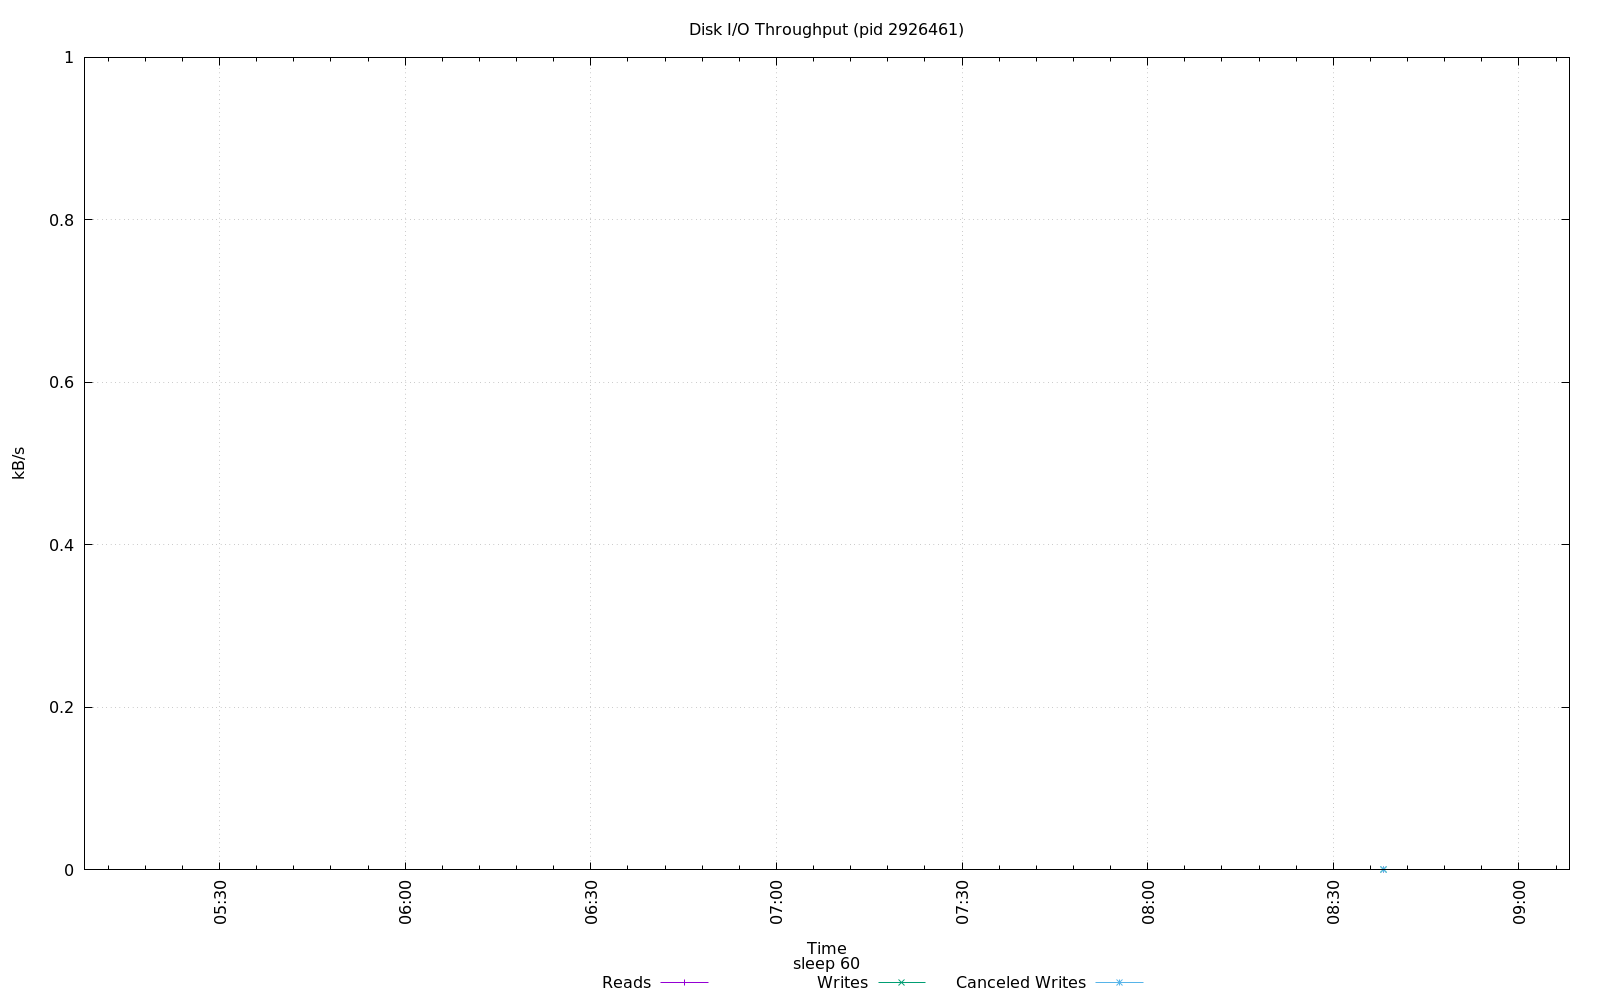 Disk I/O Throughput (pid 2926461)
1
0.8
0.6
0.4
0.2
0
kB/s
05:30
06:00
06:30
07:00
07:30
08:00
08:30
09:00
Time
sleep 60
Reads
Writes
Canceled Writes